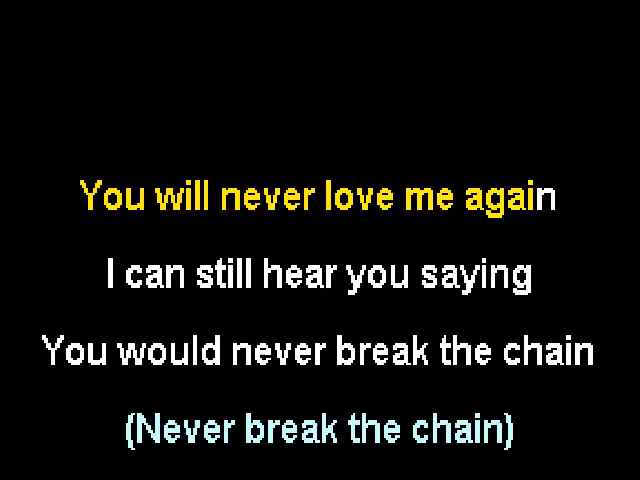 You will never love me again
I can still hear you saying
You would never break the chain
(Never break the chain)